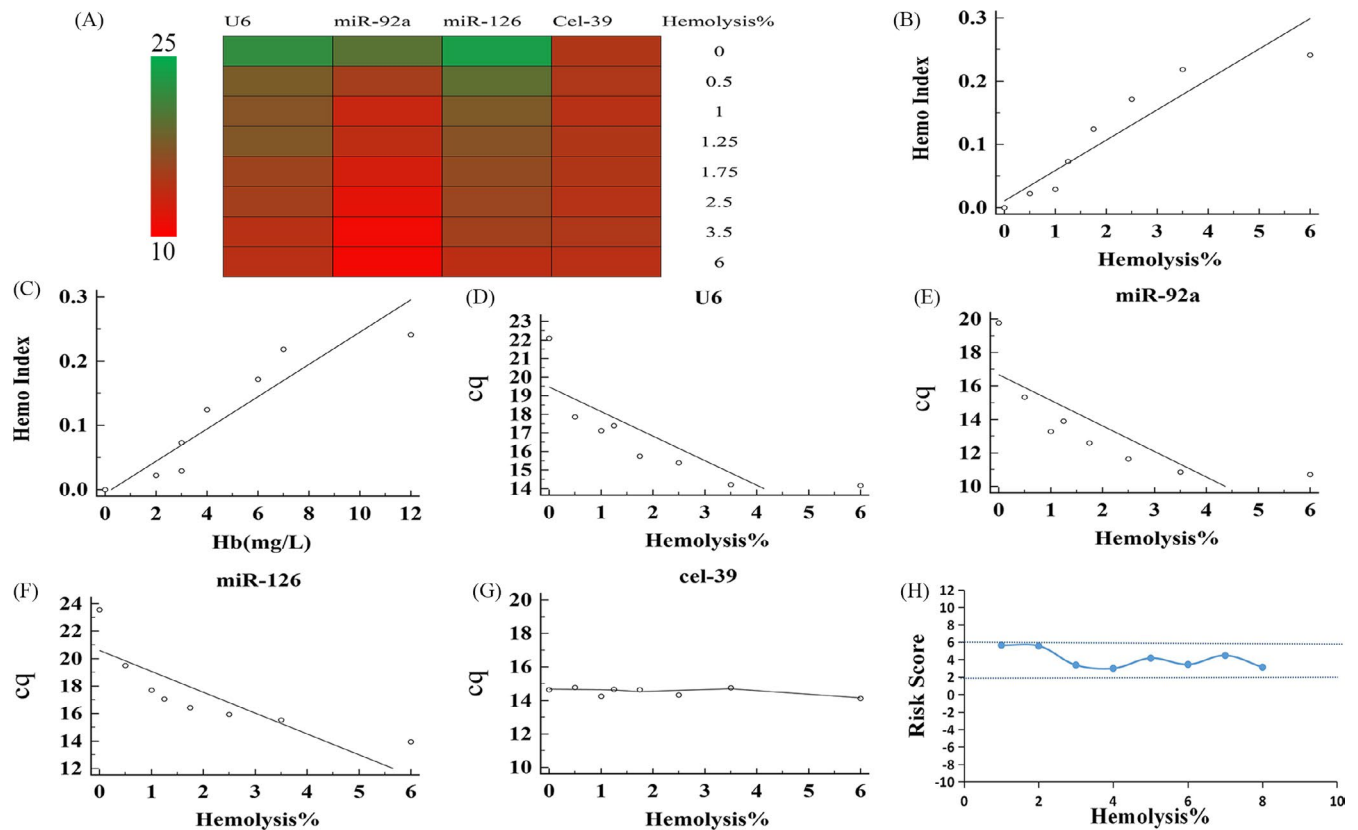 (A)
U6 miR-92a miR-126 Cel-39 Hemolysis%
25
10
0
0.5
1
1.25
1.75
2.5
3.5
6
(B)
Hemo Index
0.3
0.2
0.1
0.0
0 1 2 3 4 5 6
Hemolysis%
(C)
Hemo Index
0.3
0.2
0.1
0.0
0 2 4 6 8 10 12
Hb(mg/L)
(D)
U6
cq
23
22
21
20
19
18
17
16
15
14
0 1 2 3 4 5 6
Hemolysis%
(E)
miR-92a
cq
20
18
16
14
12
10
0 1 2 3 4 5 6
Hemolysis%
(F)
miR-126
cq
24
22
20
18
16
14
12
0 1 2 3 4 5 6
Hemolysis%
(G)
cel-39
cq
20
18
16
14
12
10
0 1 2 3 4 5 6
Hemolysis%
(H)
Risk Score
12
10
8
6
4
2
0
-2
-4
-6
-8
-10
0 2 4 6 8 10
Hemolysis%